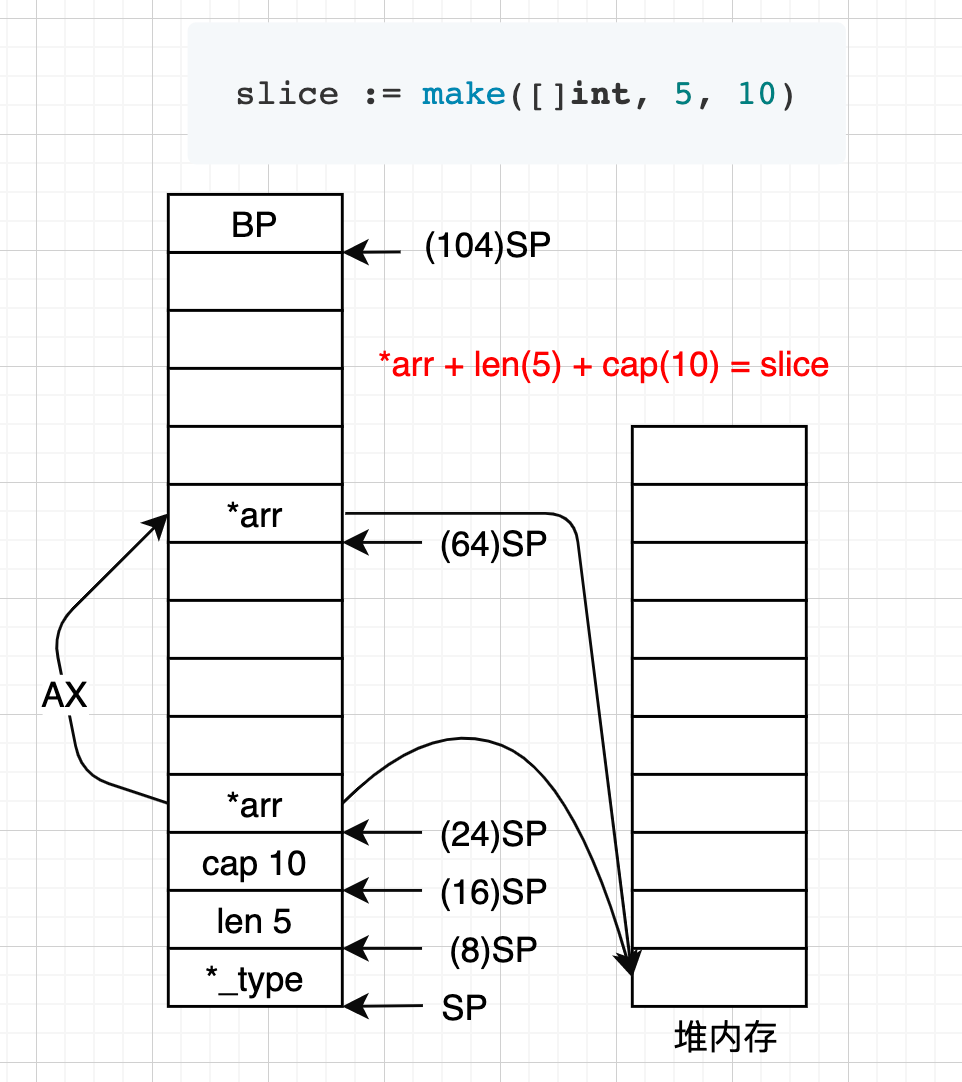 slice := make([]int, 5, 10)
BP
(104)SP
*arr + len(5) + cap(10) = slice
*arr
(64)SP
AX
*arr
(24)SP
cap 10
(16)SP
len 5
(8)SP
*_type
SP
堆内存